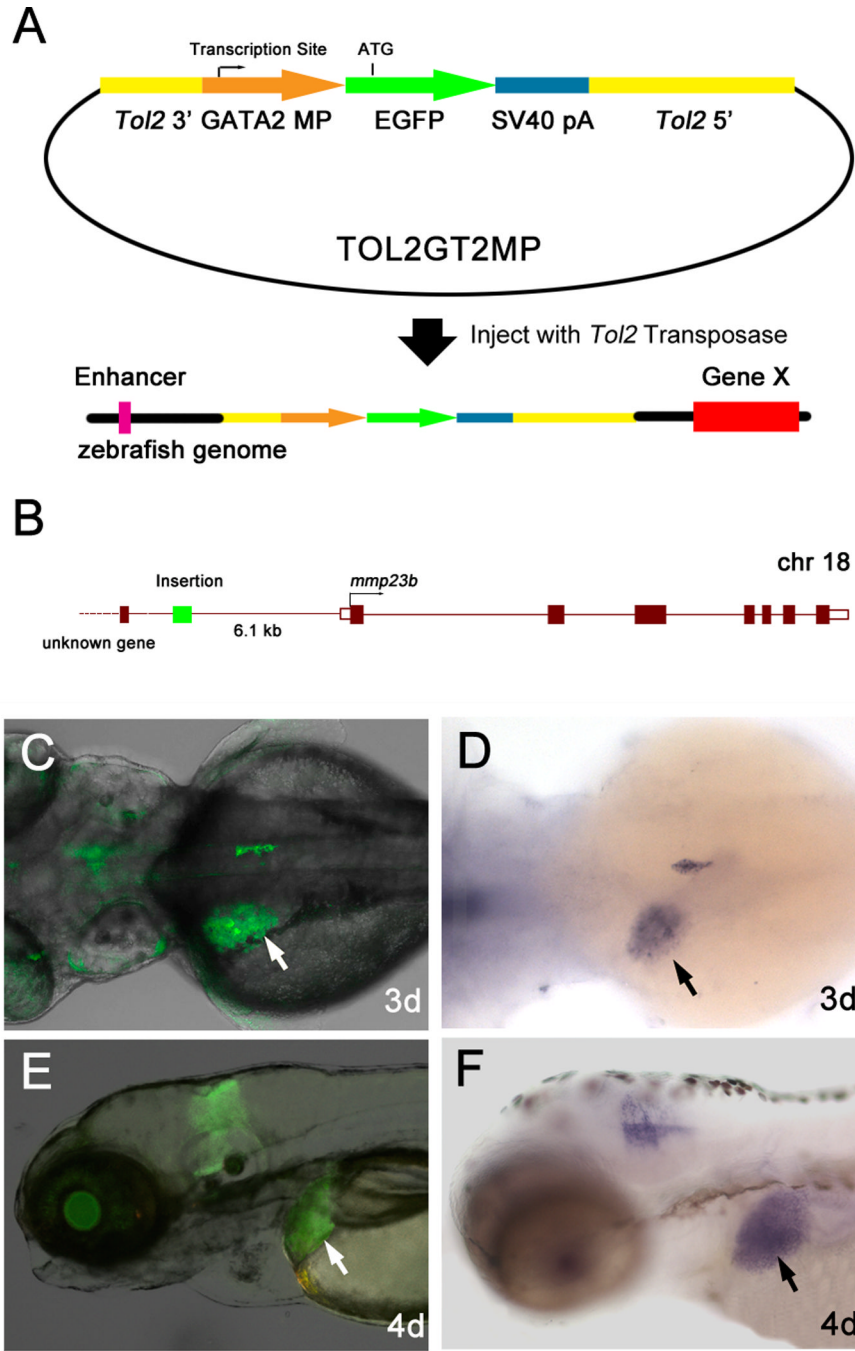 A
Transcription Site
ATG
Tol2 3’ GATA2 MP EGFP SV40 pA Tol2 5’
TOL2GT2MP
Inject with Tol2 Transposase
Enhancer
Gene X
zebrafish genome
B
chr 18
Insertion
mmp23b
6.1 kb
unknown gene
C
3d
D
3d
E
4d
F
4d